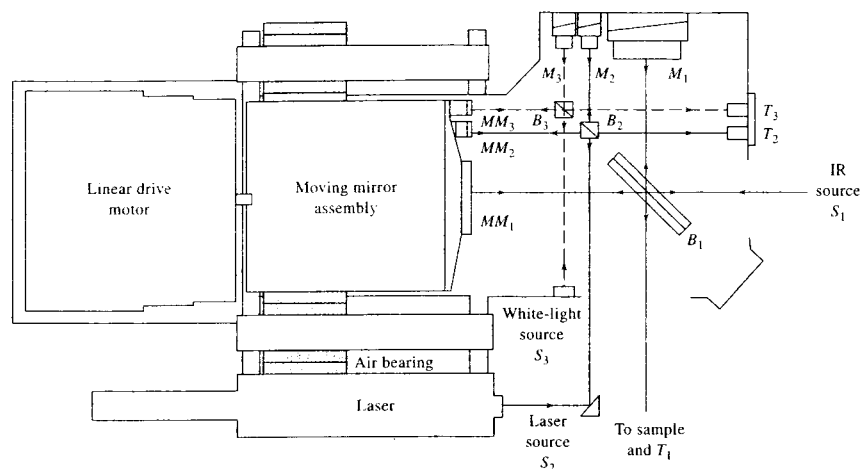 M3
M2
M1
MM3
B3
B2
T3
T2
MM2
Linear drive
motor
Moving mirror
assembly
MM1
IR
source
S1
B1
White-light
source
S3
Air bearing
Laser
Laser
source
S2
To sample
and T1